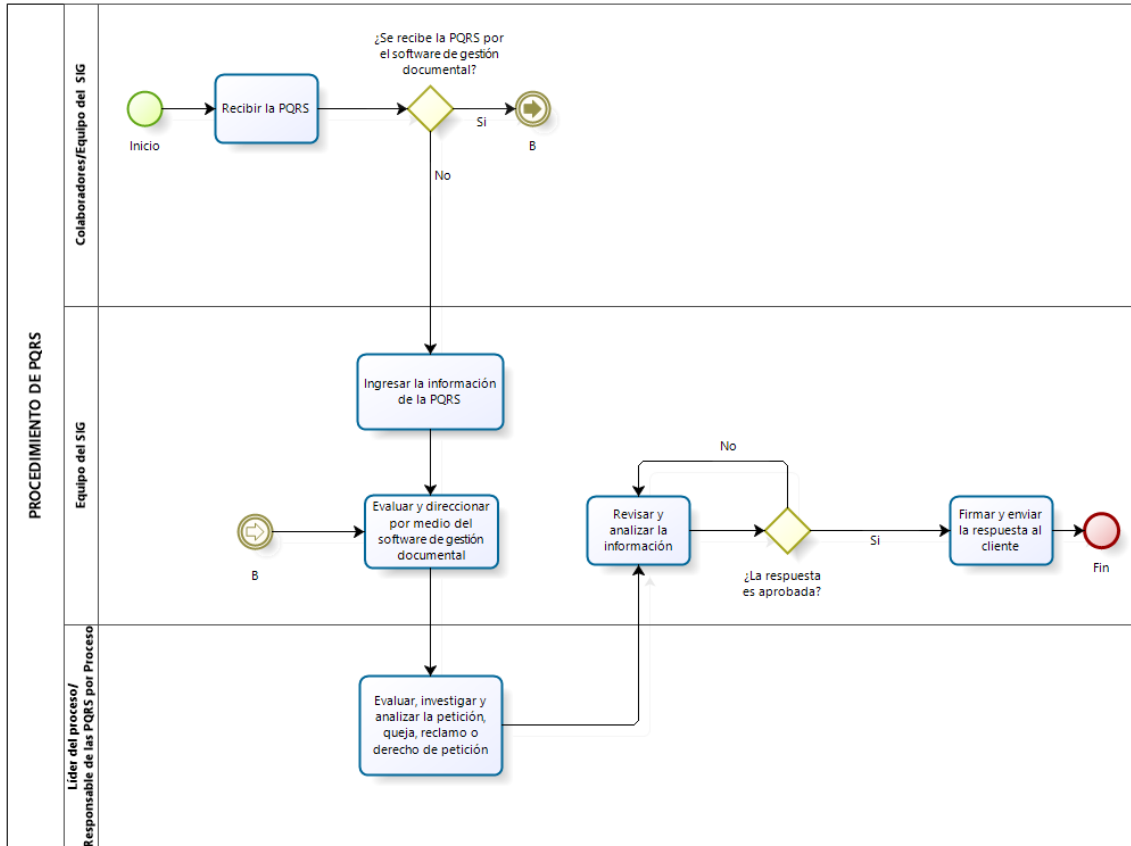 PROCEDIMIENTO DE PQRS
Colaboradores/Equipo del SIG
Inicio
Recibir la PQRS
¿Se recibe la PQRS por
el software de gestión
documental?
Si
B
No
Equipo del SIG
Ingresar la información
de la PQRS
B
Evaluar y direccionar
por medio del
software de gestión
documental
No
Revisar y
analizar la
información
¿La respuesta
es aprobada?
Si
Firmar y enviar
la respuesta al
cliente
Fin
Líder del proceso/
Responsable de las PQRS por Proceso
Evaluar, investigar y
analizar la petición,
queja, reclamo o
derecho de petición